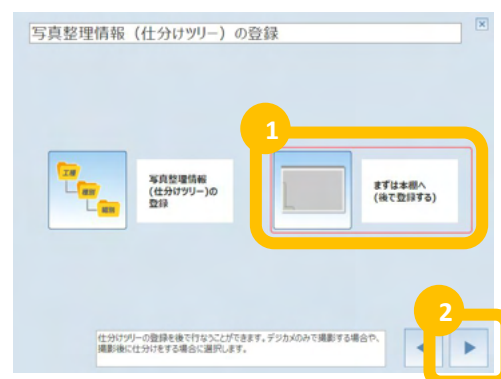 写真整理情報（仕分けツリー）の登録
1
工種
種別
細別
写真整理情報
(仕分けツリー)の
登録
まずは本棚へ
(後で登録する)
2
仕分けツリーの登録を後で行なうことができます。デジカメのみで撮影する場合や、
撮影後に仕分けをする場合に選択します。